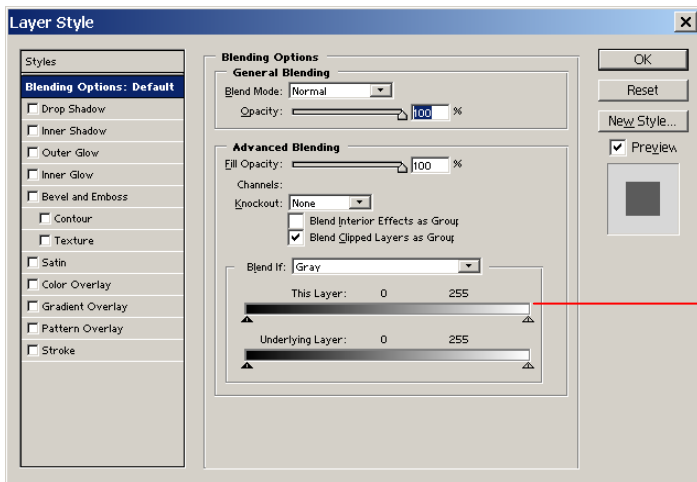 Layer Style
Styles
Blending Options: Default
Drop Shadow
Inner Shadow
Outer Glow
Inner Glow
Bevel and Emboss
Contour
Texture
Satin
Color Overlay
Gradient Overlay
Pattern Overlay
Stroke
Blending Options
General Blending
Blend Mode: Normal
Opacity: 100 %
Advanced Blending
Fill Opacity: 100 %
Channels:
Knockout: None
Blend Interior Effects as Group
Blend Clipped Layers as Group
Blend If: Gray
This Layer: 0 255
Underlying Layer: 0 255
OK
Reset
New Style...
Preview